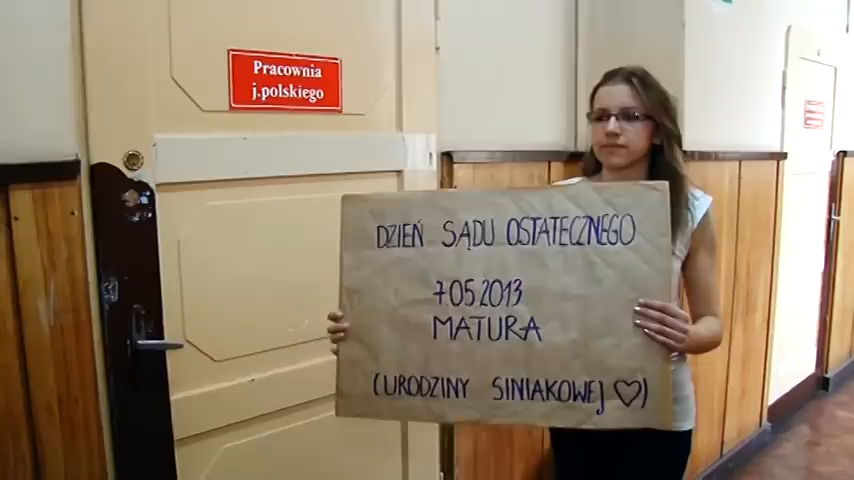 Pracownia
j.polskiego
DZIEŃ SĄDU OSTATECZNEGO
7.05.2013
MATURA
(URODZINY SINIAKOWEJ ♡)